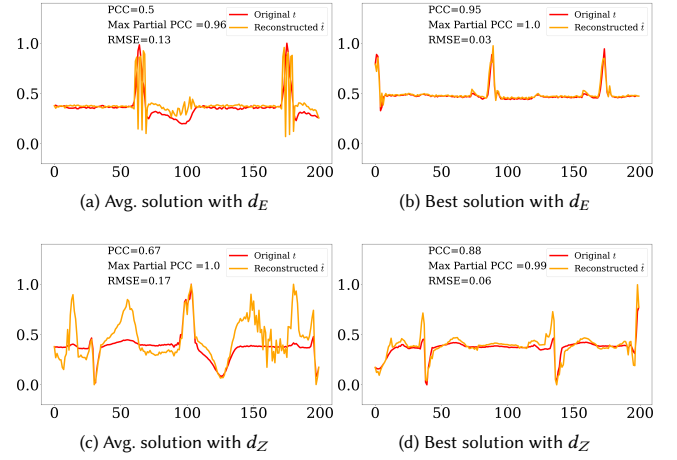 PCC=0.5
Max Partial PCC =0.96
RMSE=0.13
Original t
Reconstructed t̂
1.0
0.5
0.0
0
50
100
150
200
(a) Avg. solution with d_E
PCC=0.95
Max Partial PCC =1.0
RMSE=0.03
Original t
Reconstructed t̂
1.0
0.5
0.0
0
50
100
150
200
(b) Best solution with d_E
PCC=0.67
Max Partial PCC =1.0
RMSE=0.17
Original t
Reconstructed t̂
1.0
0.5
0.0
0
50
100
150
200
(c) Avg. solution with d_Z
PCC=0.88
Max Partial PCC =0.99
RMSE=0.06
Original t
Reconstructed t̂
1.0
0.5
0.0
0
50
100
150
200
(d) Best solution with d_Z